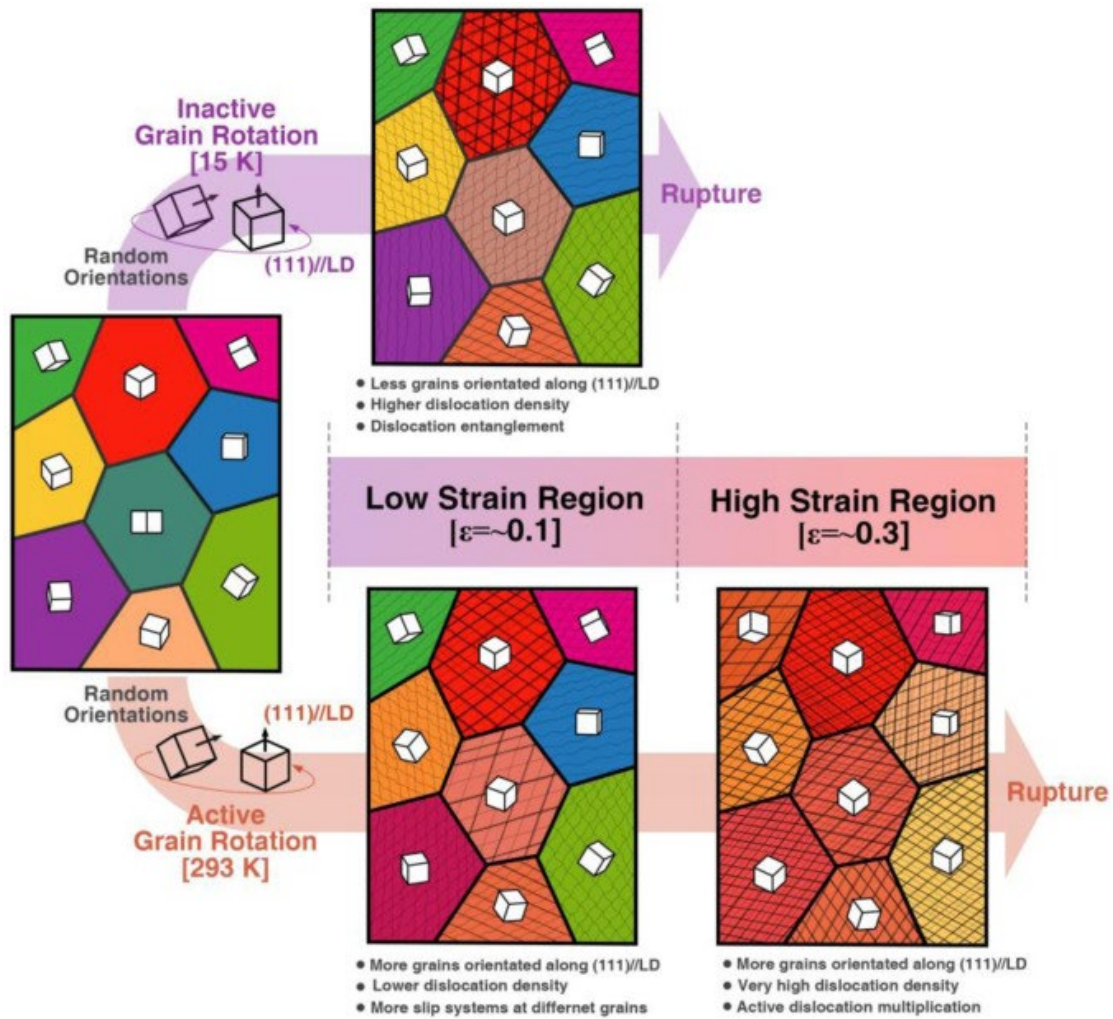 Inactive
Grain Rotation
[15 K]
Random
Orientations
(111)//LD
Rupture
● Less grains orientated along (111)//LD
● Higher dislocation density
● Dislocation entanglement
Low Strain Region
[ε=~0.1]
High Strain Region
[ε=~0.3]
Random
Orientations
(111)//LD
Active
Grain Rotation
[293 K]
Rupture
● More grains orientated along (111)//LD
● Lower dislocation density
● More slip systems at differnet grains
● More grains orientated along (111)//LD
● Very high dislocation density
● Active dislocation multiplication